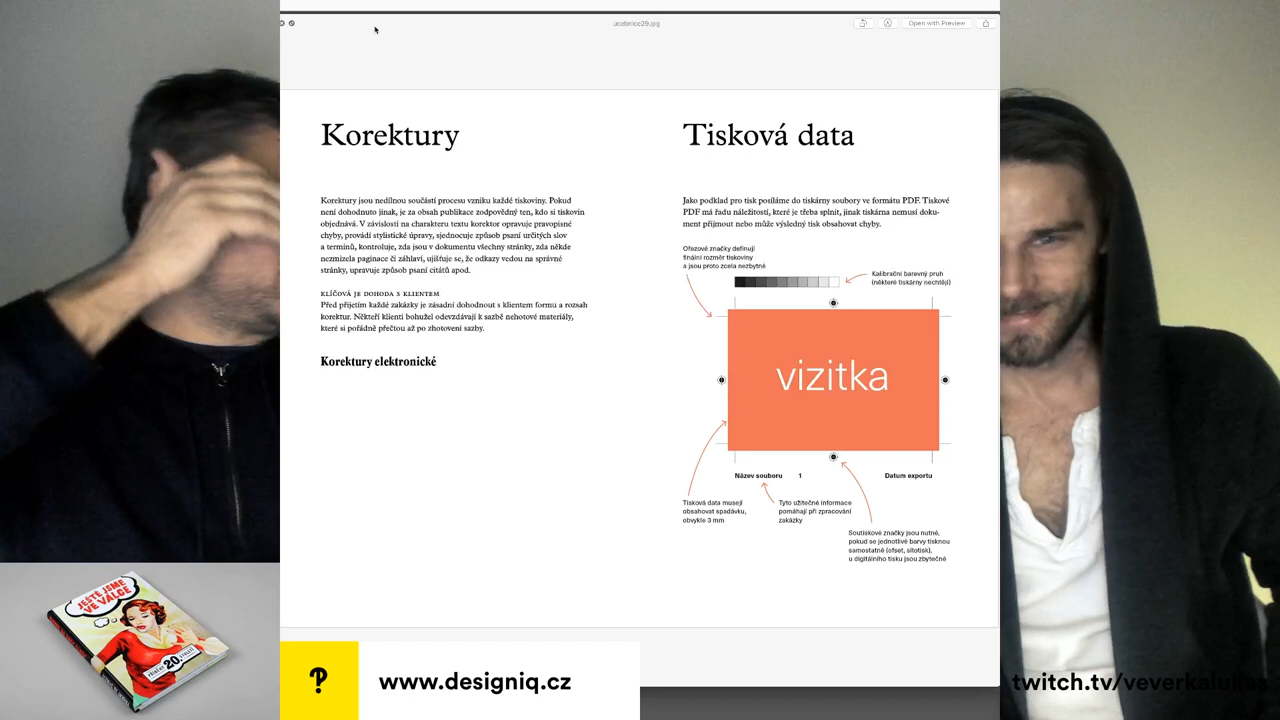 ucebnice29.jpg
Open with Preview
Korektury
Korektury jsou nedílnou součástí procesu vzniku každé tiskoviny. Pokud
není dohodnuto jinak, je za obsah publikace zodpovědný ten, kdo si tiskovin
objednává. V závislosti na charakteru textu korektor opravuje pravopisné
chyby, provádí stylistické úpravy, sjednocuje způsob psaní určitých slov
a termínů, kontroluje, zda jsou v dokumentu všechny stránky, zda někde
nezmizela paginace či záhlaví, ujišťuje se, že odkazy vedou na správné
stránky, upravuje způsob psaní citátů apod.
KLÍČOVÁ JE DOHODA S KLIENTEM
Před přijetím každé zakázky je zásadní dohodnout s klientem formu a rozsah
korektur. Někteří klienti bohužel odevzdávají k sazbě nehotové materiály,
které si pořádně přečtou až po zhotovení sazby.
Korektury elektronické
Tisková data
Jako podklad pro tisk posíláme do tiskárny soubory ve formátu PDF. Tiskové
PDF má řadu náležitostí, které je třeba splnit, jinak tiskárna nemusí doku-
ment přijmout nebo může výsledný tisk obsahovat chyby.
Ořezové značky definují
finální rozměr tiskoviny
a jsou proto zcela nezbytné
Kalibrační barevný pruh
(některé tiskárny nechtějí)
vizitka
Název souboru 1 Datum exportu
Tisková data musejí
obsahovat spadávku,
obvykle 3 mm
Tyto užitečné informace
pomáhají při zpracování
zakázky
Soutiskové značky jsou nutné,
pokud se jednotlivé barvy tisknou
samostatně (ofset, sítotisk),
u digitálního tisku jsou zbytečné
JEŠTĚ JSME
VE VÁLCE
PŘÍBĚHY 20. STOLETÍ
www.designiq.cz
twitch.tv/veverkalukas